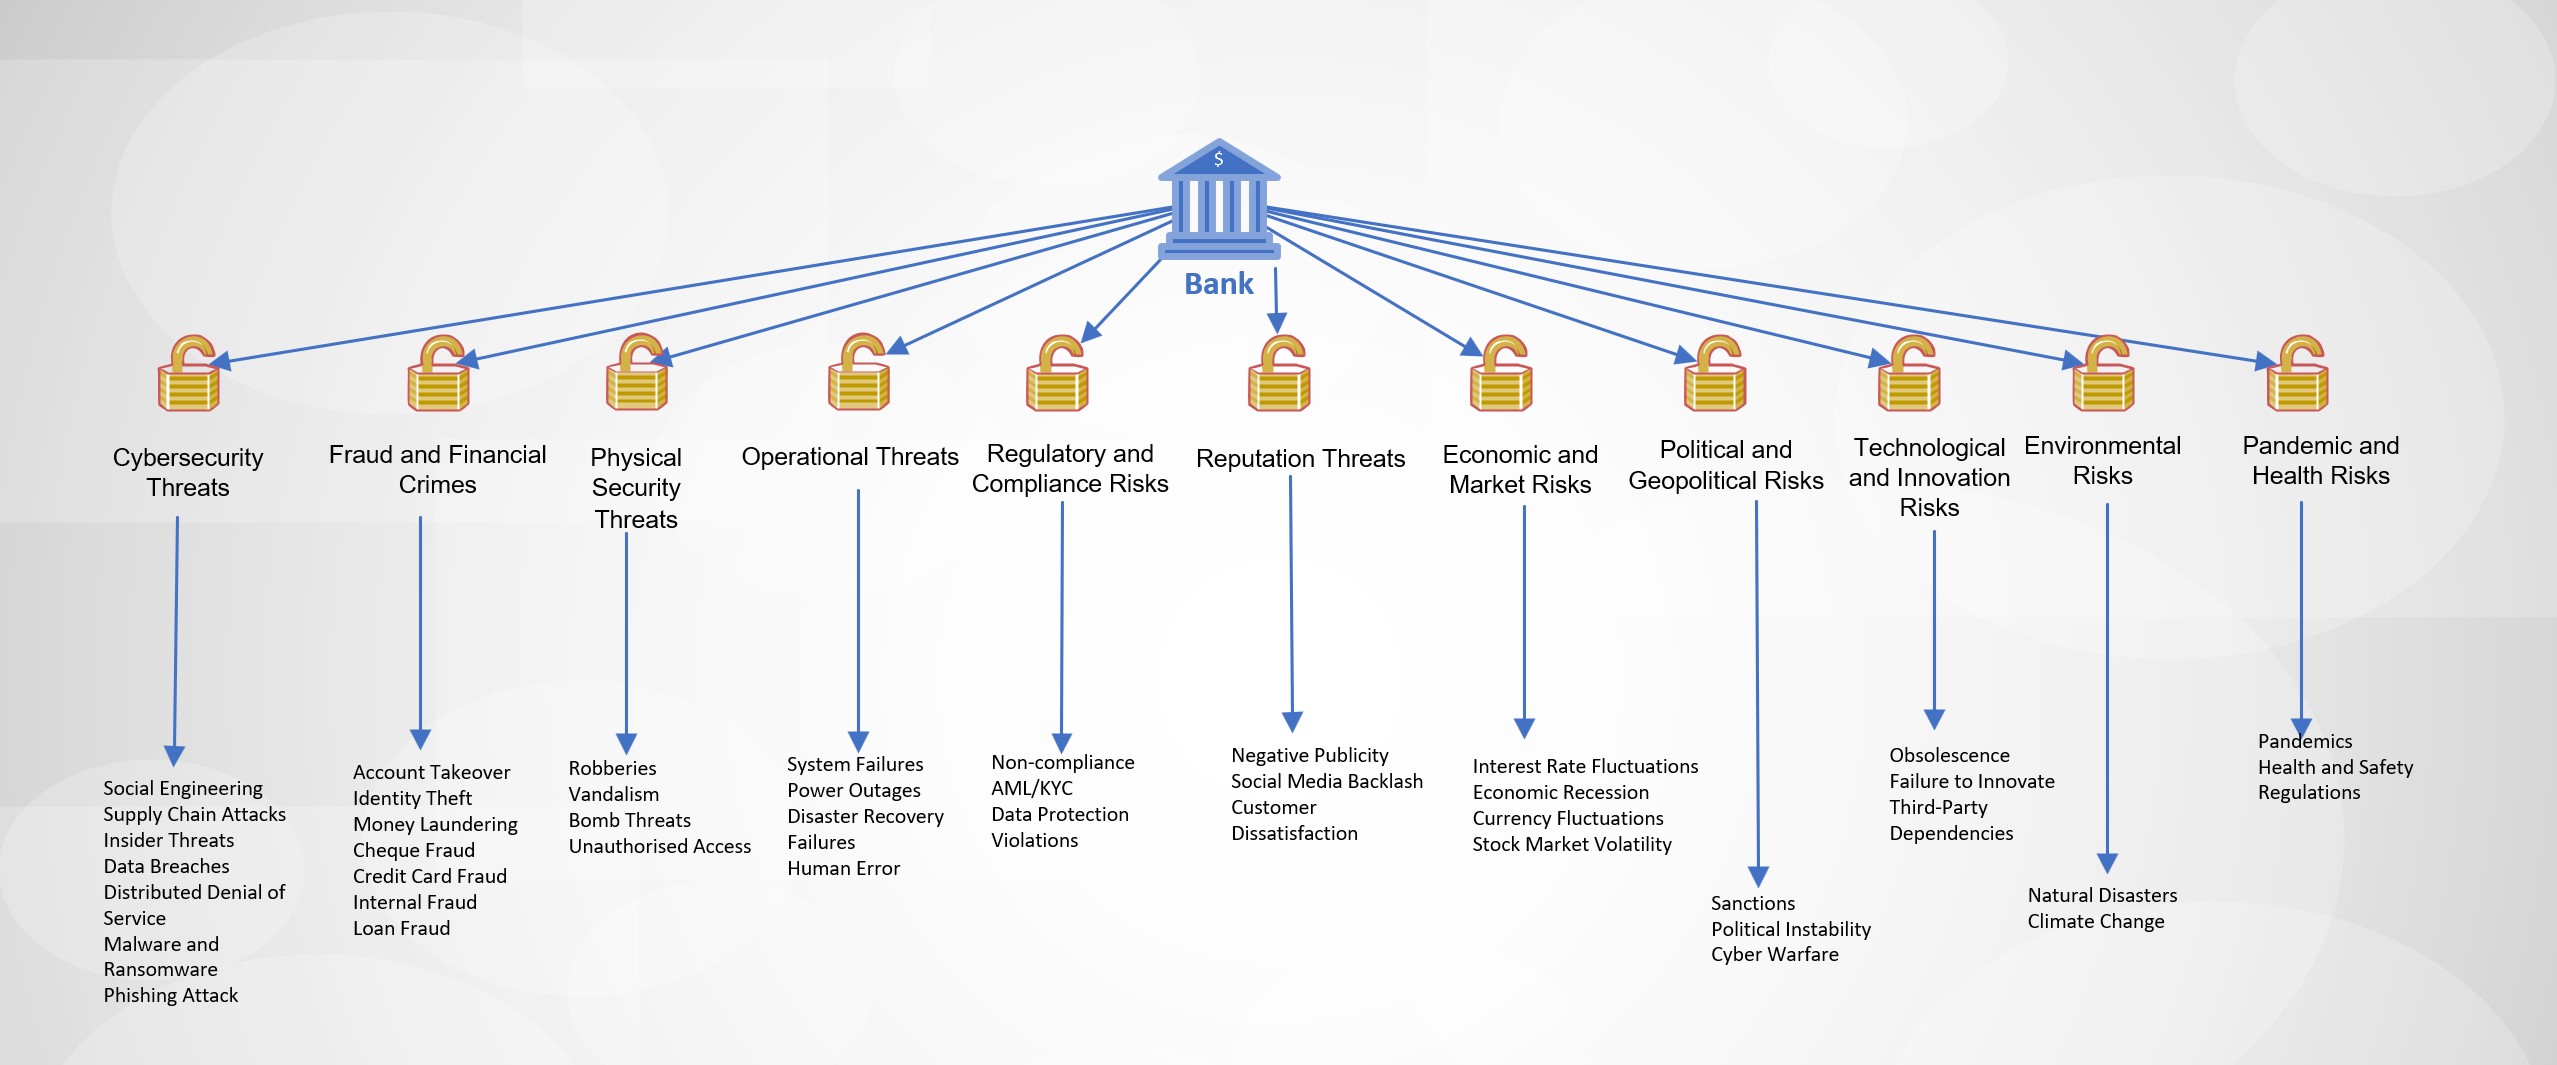 $
Bank
Cybersecurity
Threats
Fraud and Financial
Crimes
Physical
Security
Threats
Operational Threats
Regulatory and
Compliance Risks
Reputation Threats
Economic and
Market Risks
Political and
Geopolitical Risks
Technological
and Innovation
Risks
Environmental
Risks
Pandemic and
Health Risks
Social Engineering
Supply Chain Attacks
Insider Threats
Data Breaches
Distributed Denial of
Service
Malware and
Ransomware
Phishing Attack
Account Takeover
Identity Theft
Money Laundering
Cheque Fraud
Credit Card Fraud
Internal Fraud
Loan Fraud
Robberies
Vandalism
Bomb Threats
Unauthorised Access
System Failures
Power Outages
Disaster Recovery
Failures
Human Error
Non-compliance
AML/KYC
Data Protection
Violations
Negative Publicity
Social Media Backlash
Customer
Dissatisfaction
Interest Rate Fluctuations
Economic Recession
Currency Fluctuations
Stock Market Volatility
Sanctions
Political Instability
Cyber Warfare
Obsolescence
Failure to Innovate
Third-Party
Dependencies
Natural Disasters
Climate Change
Pandemics
Health and Safety
Regulations